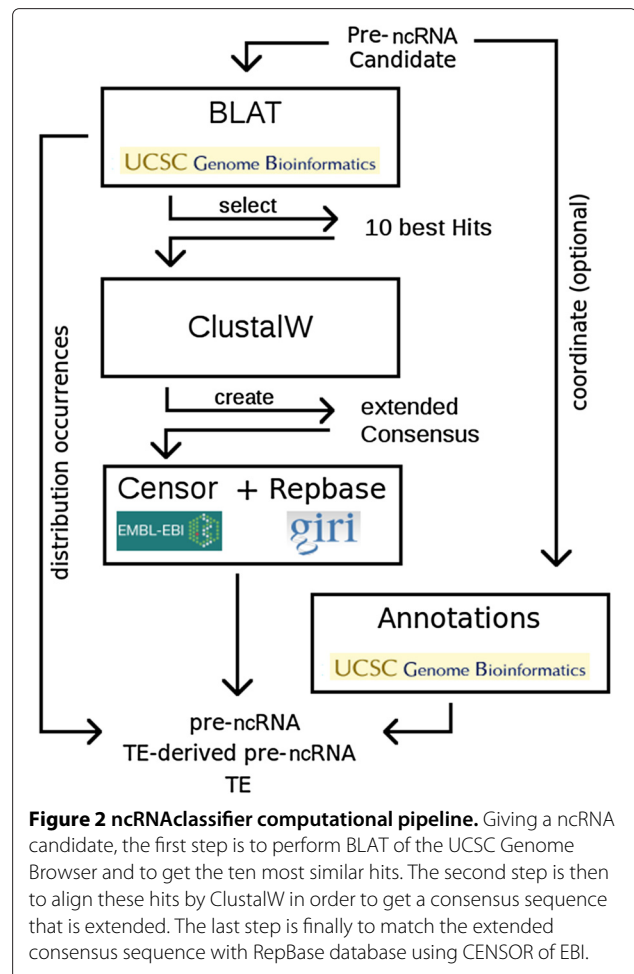 Pre-ncRNA
Candidate
BLAT
UCSC Genome Bioinformatics
select
10 best Hits
ClustalW
create
extended
Consensus
Censor + Repbase
EMBL-EBI
giri
distribution occurrences
coordinate (optional)
Annotations
UCSC Genome Bioinformatics
pre-ncRNA
TE-derived pre-ncRNA
TE
Figure 2 ncRNAclassifier computational pipeline. Giving a ncRNA
candidate, the first step is to perform BLAT of the UCSC Genome
Browser and to get the ten most similar hits. The second step is then
to align these hits by ClustalW in order to get a consensus sequence
that is extended. The last step is finally to match the extended
consensus sequence with RepBase database using CENSOR of EBI.